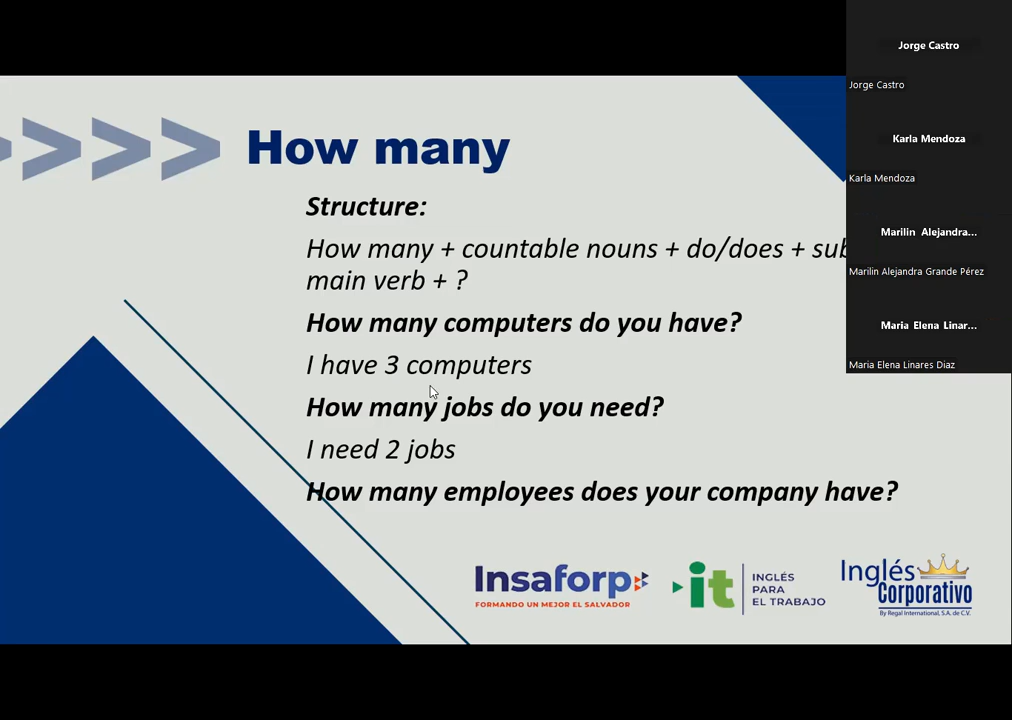 How many
Structure:
How many + countable nouns + do/does + sub
main verb + ?
How many computers do you have?
I have 3 computers
How many jobs do you need?
I need 2 jobs
How many employees does your company have?
Insaforp
FORMANDO UN MEJOR EL SALVADOR
it
INGLÉS
PARA
EL TRABAJO
Inglés
Corporativo
By Regal International, S.A. de C.V.
Jorge Castro
Jorge Castro
Karla Mendoza
Karla Mendoza
Marilin Alejandra...
Marilin Alejandra Grande Pérez
Maria Elena Linar...
Maria Elena Linares Diaz